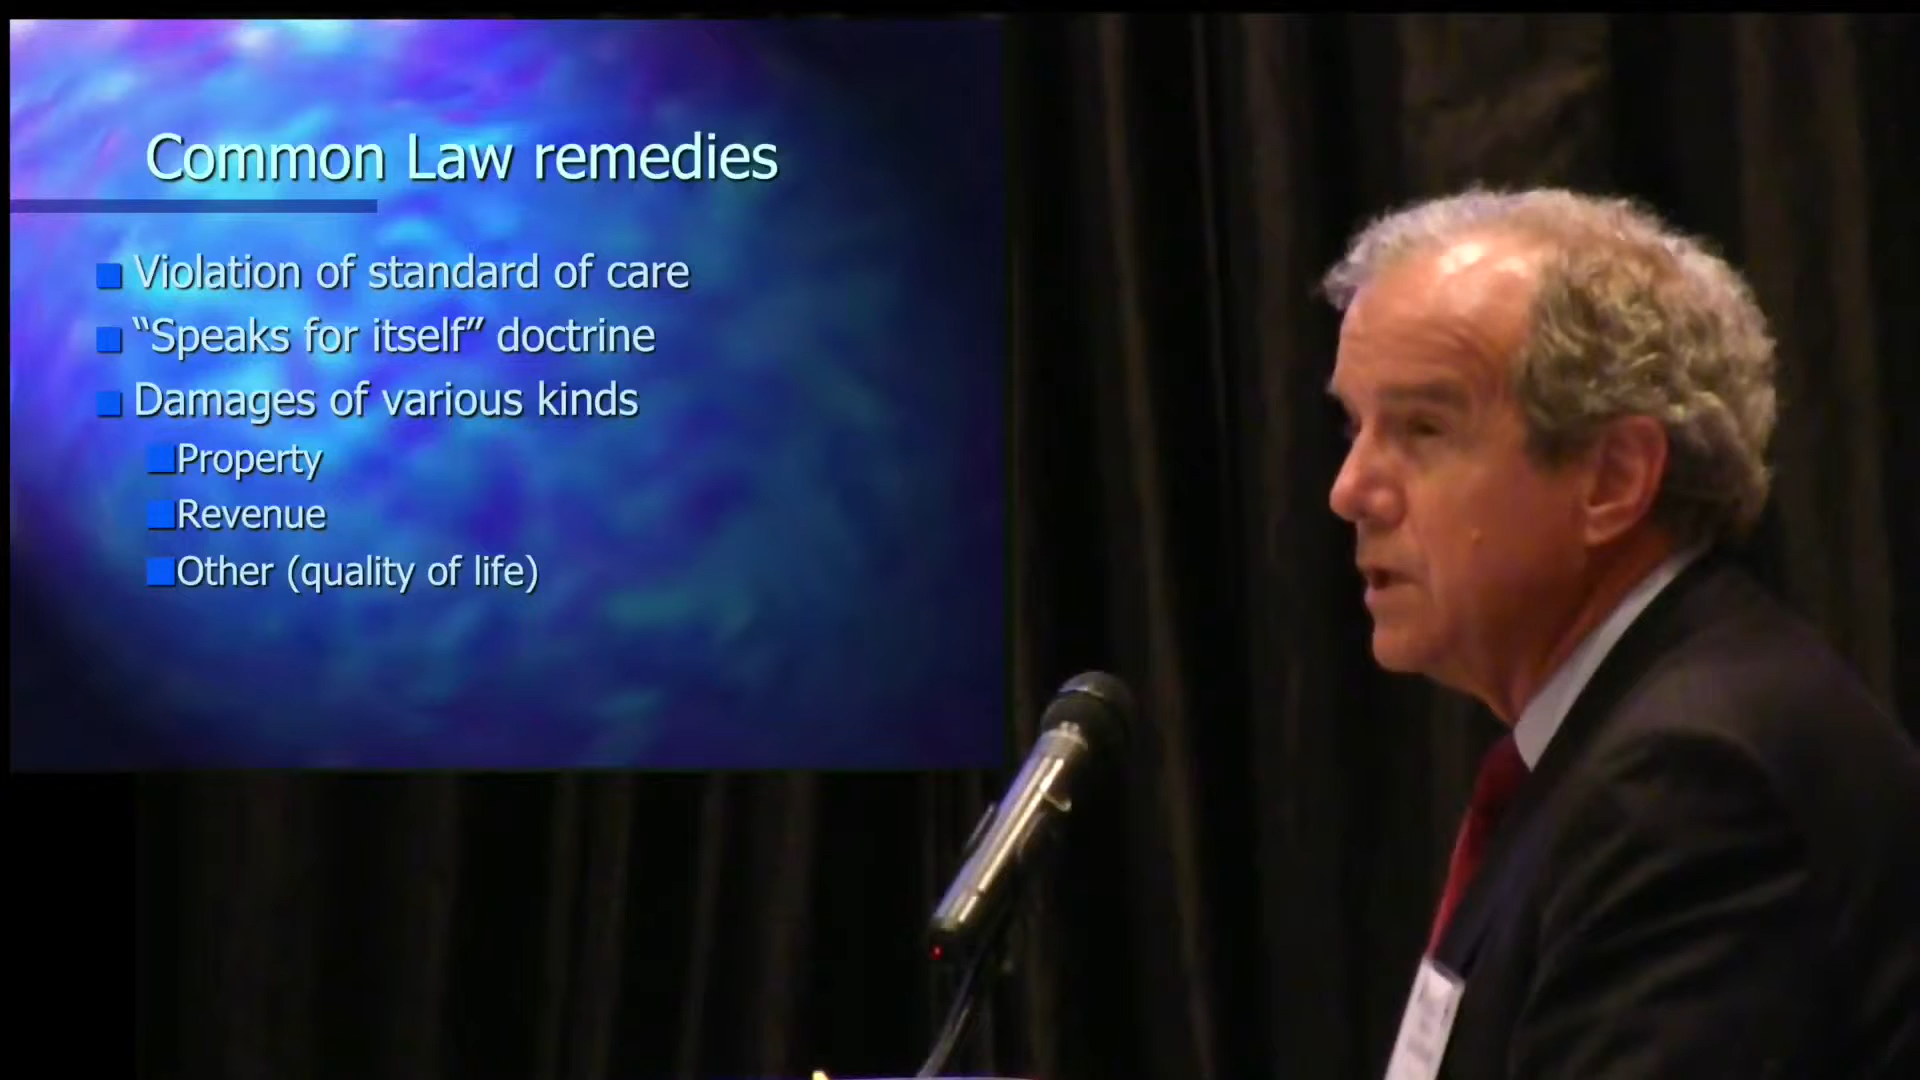 Common Law remedies
Violation of standard of care
“Speaks for itself” doctrine
Damages of various kinds
Property
Revenue
Other (quality of life)